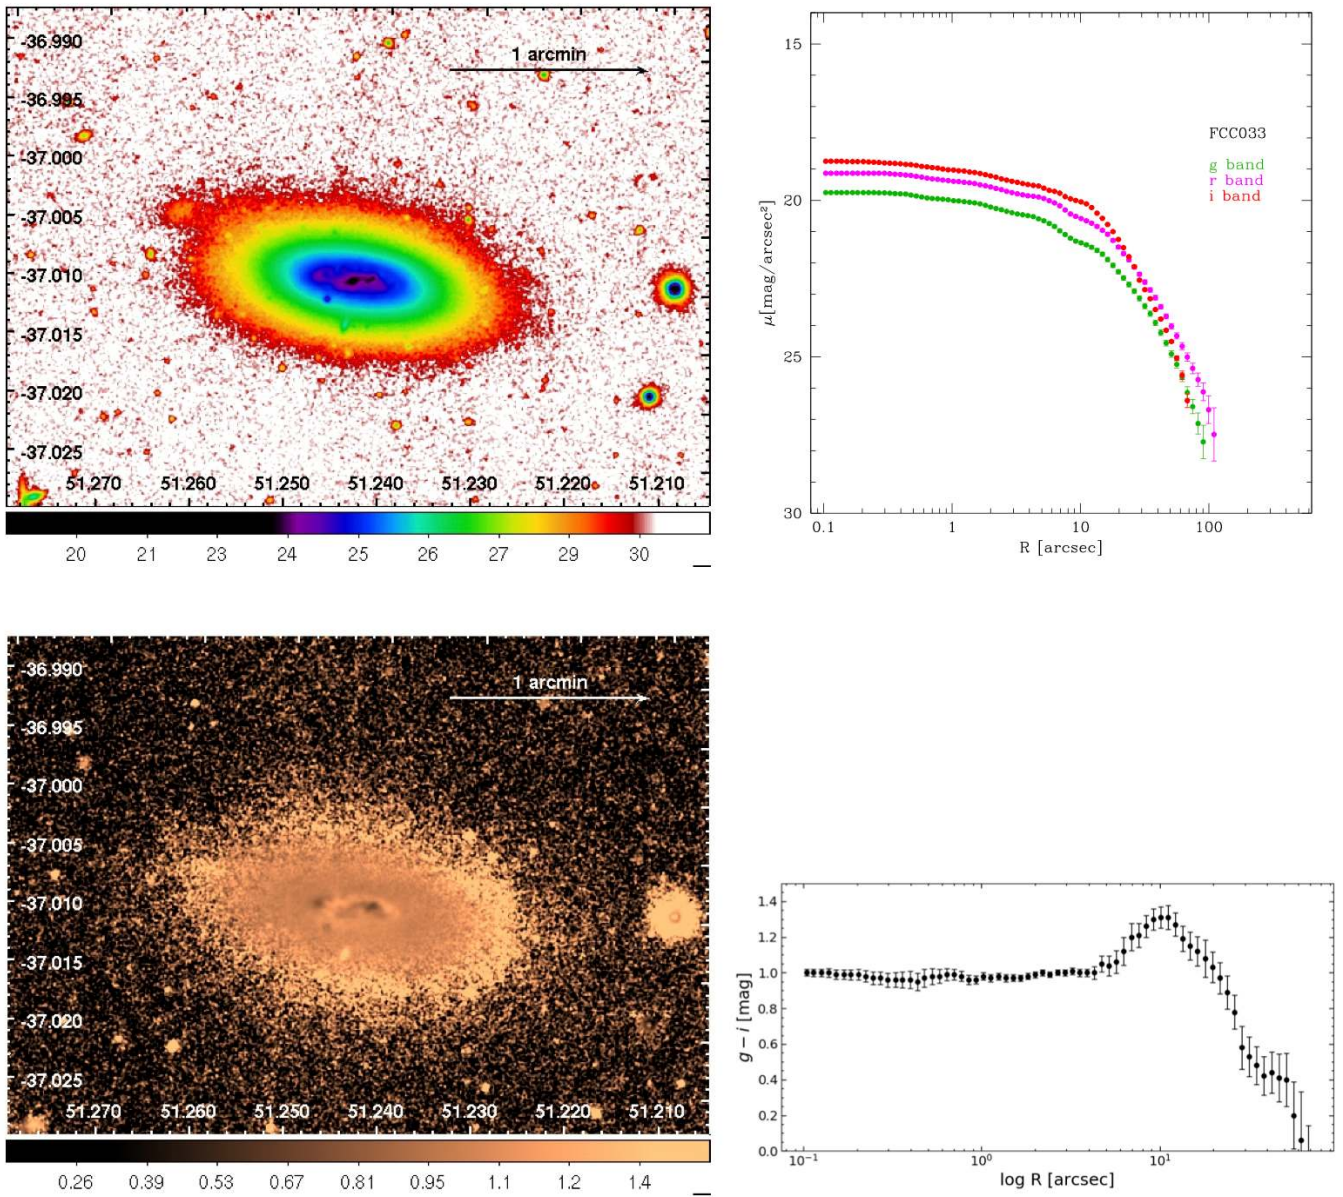 -36.990
1 arcmin
-36.995
-37.000
-37.005
-37.010
-37.015
-37.020
-37.025
51.270 51.260 51.250 51.240 51.230 51.220 51.210
20 21 23 24 25 26 27 28 29 30
15
20
25
30
μ[mag/arcsec²]
FCC033
g band
r band
i band
0.1 1 10 100
R [arcsec]
-36.990
1 arcmin
-36.995
-37.000
-37.005
-37.010
-37.015
-37.020
-37.025
51.270 51.260 51.250 51.240 51.230 51.220 51.210
0.26 0.39 0.53 0.67 0.81 0.95 1.1 1.2 1.4
1.4
1.2
1.0
0.8
0.6
0.4
0.2
0.0
g − i [mag]
10⁻¹ 10⁰ 10¹
log R [arcsec]